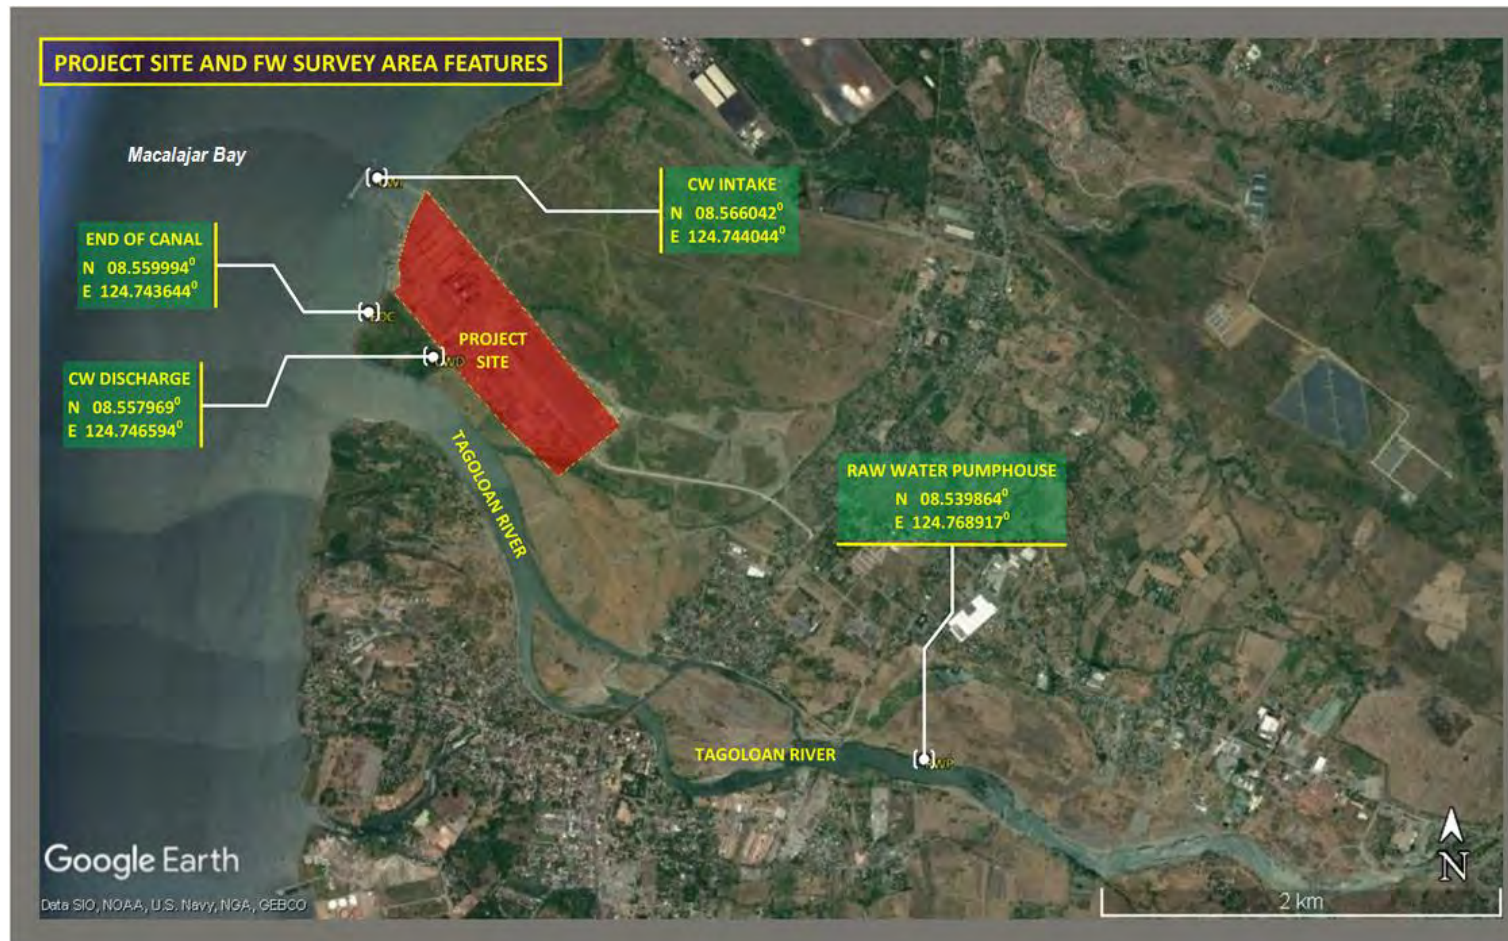 PROJECT SITE AND FW SURVEY AREA FEATURES
Macalajar Bay
CW INTAKE
N 08.566042⁰
E 124.744044⁰
END OF CANAL
N 08.559994⁰
E 124.743644⁰
PROJECT
SITE
CW DISCHARGE
N 08.557969⁰
E 124.746594⁰
TAGOLOAN RIVER
RAW WATER PUMPHOUSE
N 08.539864⁰
E 124.768917⁰
TAGOLOAN RIVER
Google Earth
Data SIO, NOAA, U.S. Navy, NGA, GEBCO
N
2 km